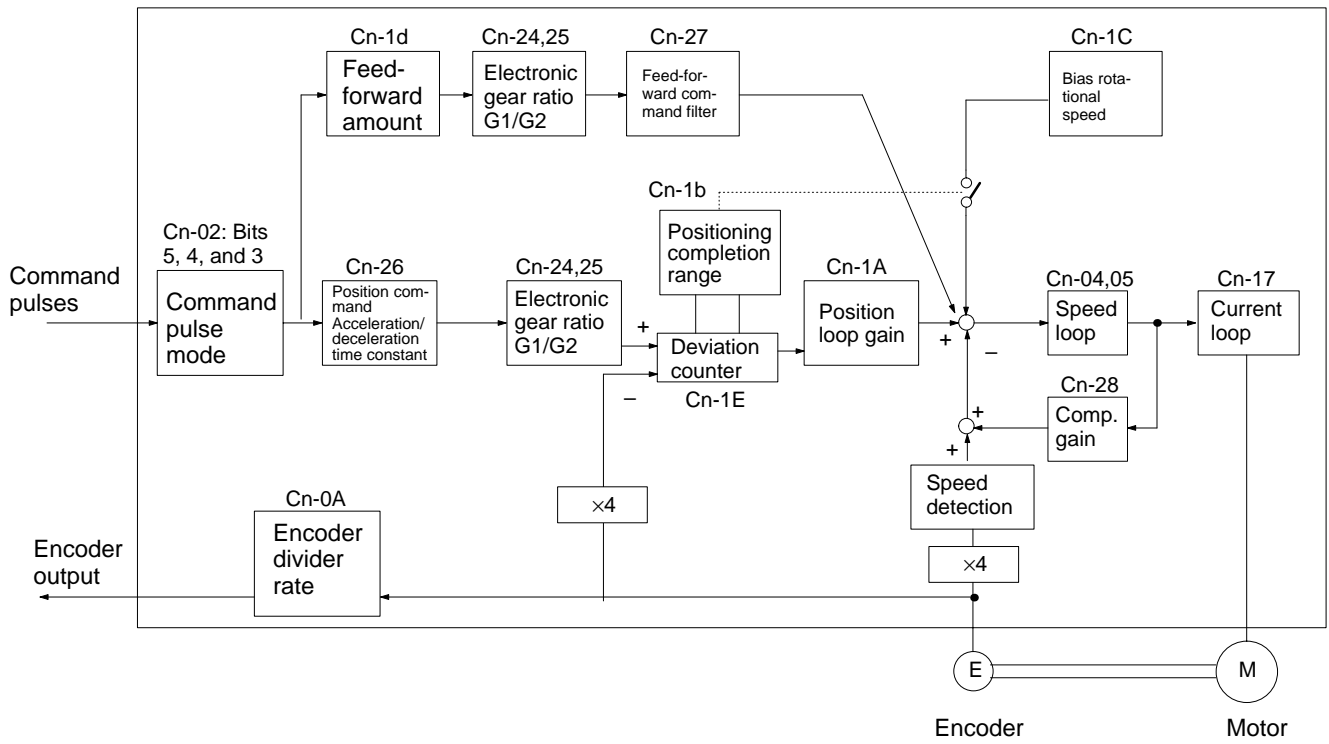 Cn-1d
Feed-
forward
amount
Cn-24,25
Electronic
gear ratio
G1/G2
Cn-27
Feed-for-
ward com-
mand filter
Cn-1C
Bias rota-
tional
speed
Cn-1b
Positioning
completion
range
Command
pulses
Cn-02: Bits
5, 4, and 3
Command
pulse
mode
Cn-26
Position com-
mand
Acceleration/
deceleration
time constant
Cn-24,25
Electronic
gear ratio
G1/G2
+
−
Deviation
counter
Cn-1E
Cn-1A
Position
loop gain
+
−
Cn-04,05
Speed
loop
Cn-17
Current
loop
Cn-28
Comp.
gain
+
+
Speed
detection
×4
×4
Cn-0A
Encoder
divider
rate
Encoder
output
E
M
Encoder
Motor